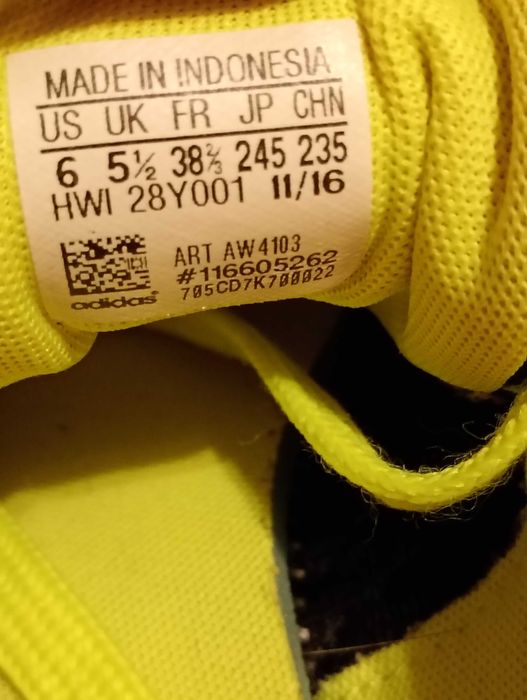 MADE IN INDONESIA
US UK FR JP CHN
6 5½ 38⅔ 245 235
HWI 28Y001 11/16
ART AW4103
#116605262
705CD7K700022
adidas